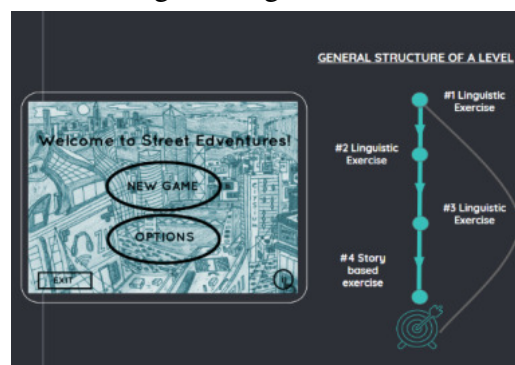 GENERAL STRUCTURE OF A LEVEL
Welcome to Street Edventures!
NEW GAME
OPTIONS
EXIT
#1 Linguistic
Exercise
#2 Linguistic
Exercise
#3 Linguistic
Exercise
#4 Story
based
exercise